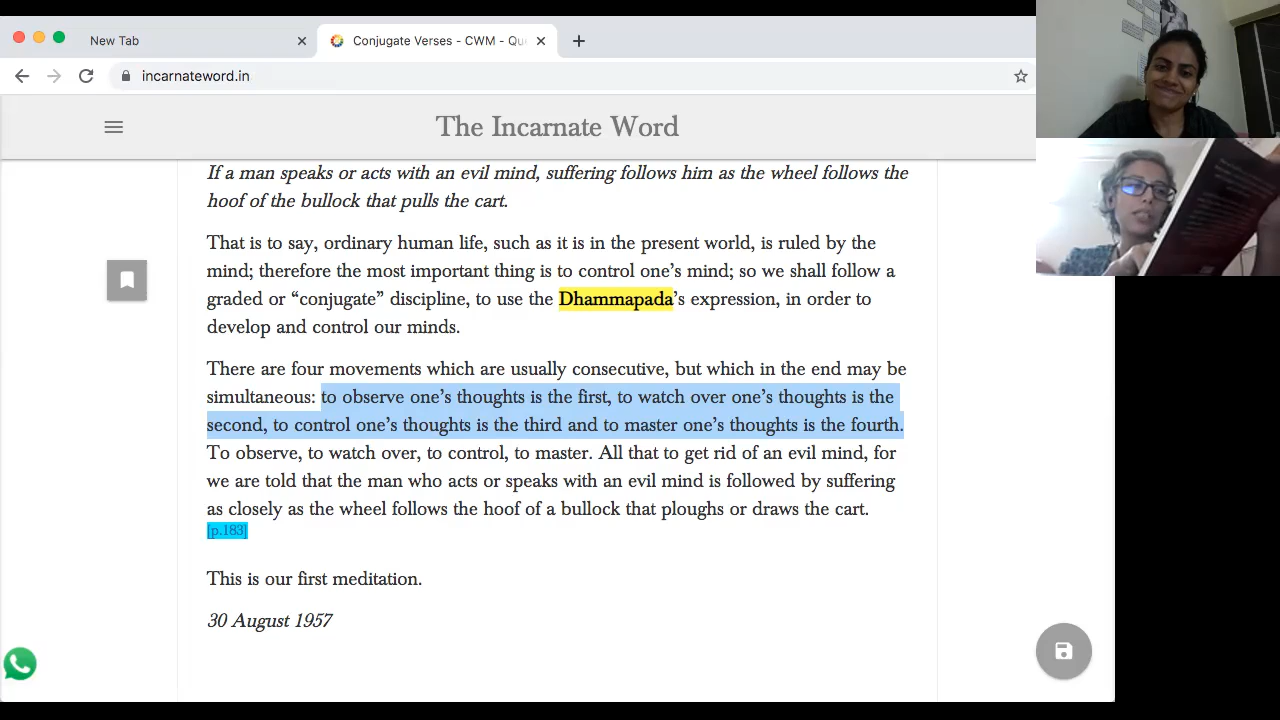 New Tab
Conjugate Verses - CWM - Qu
incarnateword.in
The Incarnate Word
If a man speaks or acts with an evil mind, suffering follows him as the wheel follows the
hoof of the bullock that pulls the cart.
That is to say, ordinary human life, such as it is in the present world, is ruled by the
mind; therefore the most important thing is to control one’s mind; so we shall follow a
graded or “conjugate” discipline, to use the Dhammapada’s expression, in order to
develop and control our minds.
There are four movements which are usually consecutive, but which in the end may be
simultaneous: to observe one’s thoughts is the first, to watch over one’s thoughts is the
second, to control one’s thoughts is the third and to master one’s thoughts is the fourth.
To observe, to watch over, to control, to master. All that to get rid of an evil mind, for
we are told that the man who acts or speaks with an evil mind is followed by suffering
as closely as the wheel follows the hoof of a bullock that ploughs or draws the cart.
[p.183]
This is our first meditation.
30 August 1957